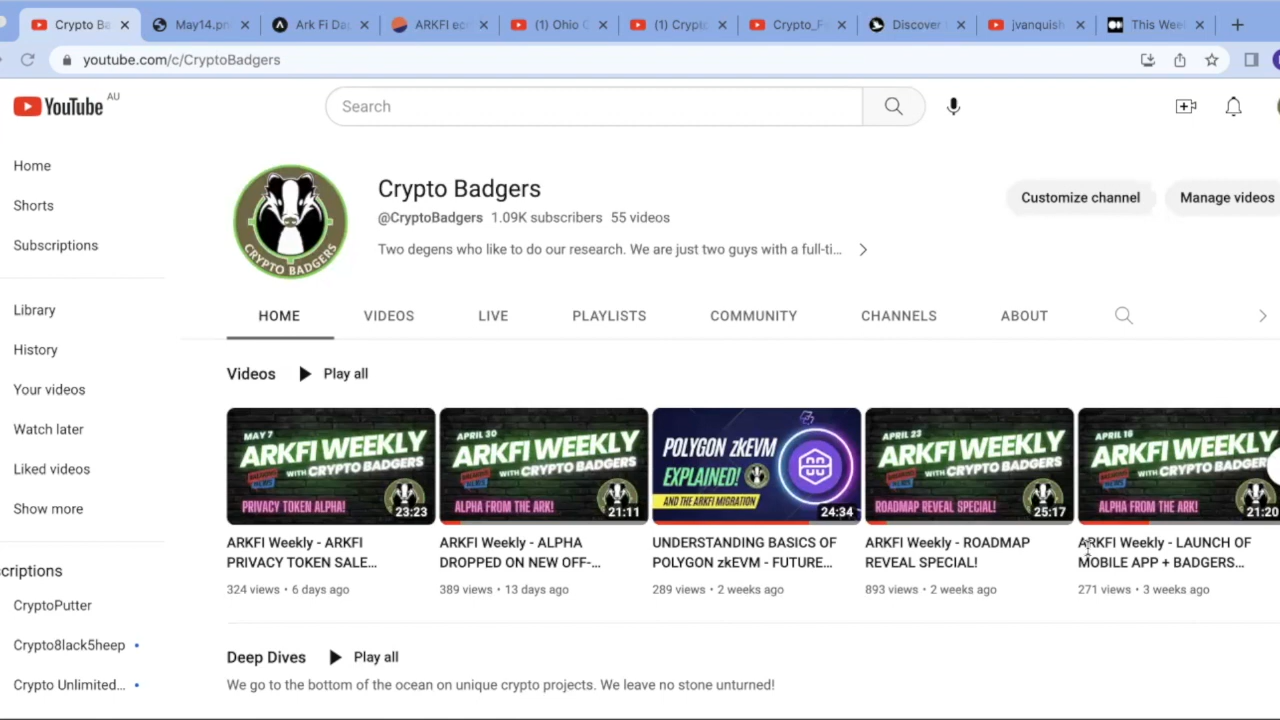 Crypto Ba
May14.pn
Ark Fi Da
ARKFI ec
(1) Ohio C
(1) Crypto
Crypto_F
Discover
jvanquish
This Wee
youtube.com/c/CryptoBadgers
YouTube AU
Search
Home
Shorts
Subscriptions
Library
History
Your videos
Watch later
Liked videos
Show more
criptions
CryptoPutter
Crypto8lack5heep
Crypto Unlimited...
CRYPTO BADGERS
Crypto Badgers
@CryptoBadgers 1.09K subscribers 55 videos
Two degens who like to do our research. We are just two guys with a full-ti...
Customize channel
Manage videos
HOME VIDEOS LIVE PLAYLISTS COMMUNITY CHANNELS ABOUT
Videos Play all
MAY 7
ARKFI WEEKLY
WITH CRYPTO BADGERS
PRIVACY TOKEN ALPHA!
23:23
ARKFI Weekly - ARKFI
PRIVACY TOKEN SALE...
324 views • 6 days ago
APRIL 30
ARKFI WEEKLY
WITH CRYPTO BADGERS
ALPHA FROM THE ARK!
21:11
ARKFI Weekly - ALPHA
DROPPED ON NEW OFF-...
389 views • 13 days ago
POLYGON zkEVM
EXPLAINED!
AND THE ARKFI MIGRATION
24:34
UNDERSTANDING BASICS OF
POLYGON zkEVM - FUTURE...
289 views • 2 weeks ago
APRIL 23
ARKFI WEEKLY
WITH CRYPTO BADGERS
ROADMAP REVEAL SPECIAL!
25:17
ARKFI Weekly - ROADMAP
REVEAL SPECIAL!
893 views • 2 weeks ago
APRIL 16
ARKFI WEEKLY
WITH CRYPTO BADGERS
ALPHA FROM THE ARK!
21:20
ARKFI Weekly - LAUNCH OF
MOBILE APP + BADGERS...
271 views • 3 weeks ago
Deep Dives Play all
We go to the bottom of the ocean on unique crypto projects. We leave no stone unturned!